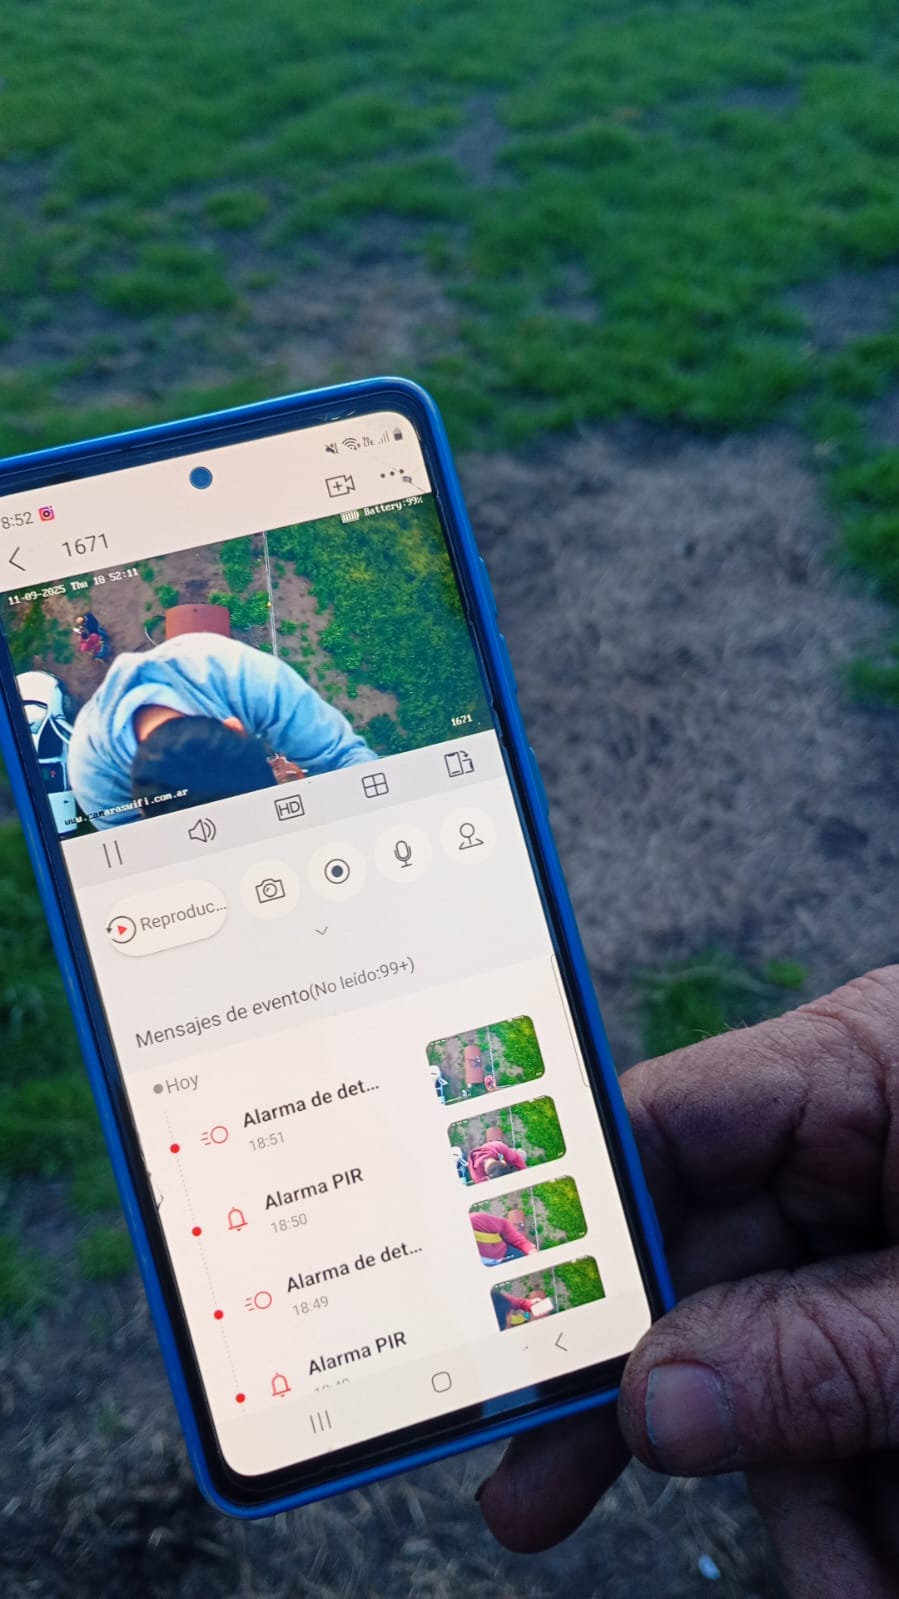 8:52
1671
Battery:99%
11-09-2025 Thu 18 52:11
1671
www.camaraswifi.com.ar
HD
Reproduc...
Mensajes de evento(No leído:99+)
Hoy
Alarma de det...
18:51
Alarma PIR
18:50
Alarma de det...
18:49
Alarma PIR